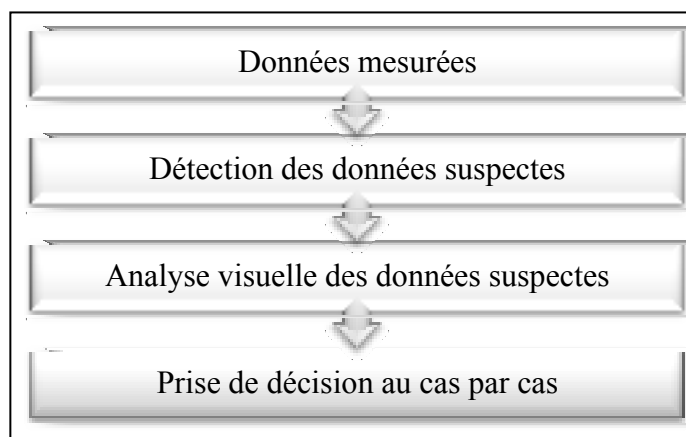 Données mesurées
Détection des données suspectes
Analyse visuelle des données suspectes
Prise de décision au cas par cas